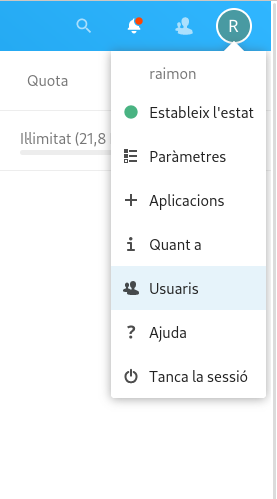 R
raimon
Quota
Estableix l'estat
Il·limitat (21,8
Paràmetres
Aplicacions
Quant a
Usuaris
Ajuda
Tanca la sessió